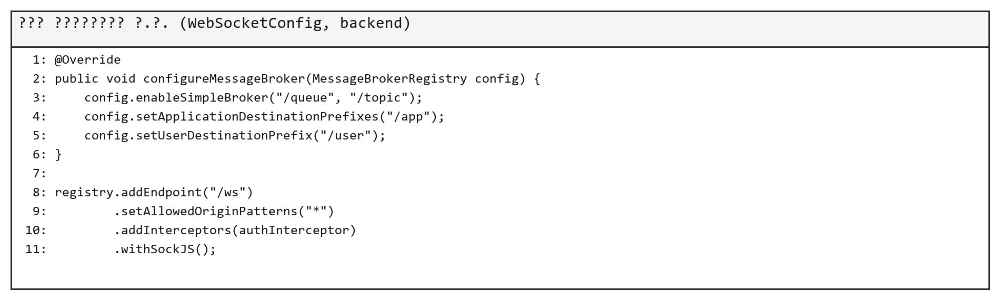 ??? ???????? ?.?. (WebSocketConfig, backend)
1: @Override
2: public void configureMessageBroker(MessageBrokerRegistry config) {
3:     config.enableSimpleBroker("/queue", "/topic");
4:     config.setApplicationDestinationPrefixes("/app");
5:     config.setUserDestinationPrefix("/user");
6: }
7:
8: registry.addEndpoint("/ws")
9:         .setAllowedOriginPatterns("*")
10:         .addInterceptors(authInterceptor)
11:         .withSockJS();